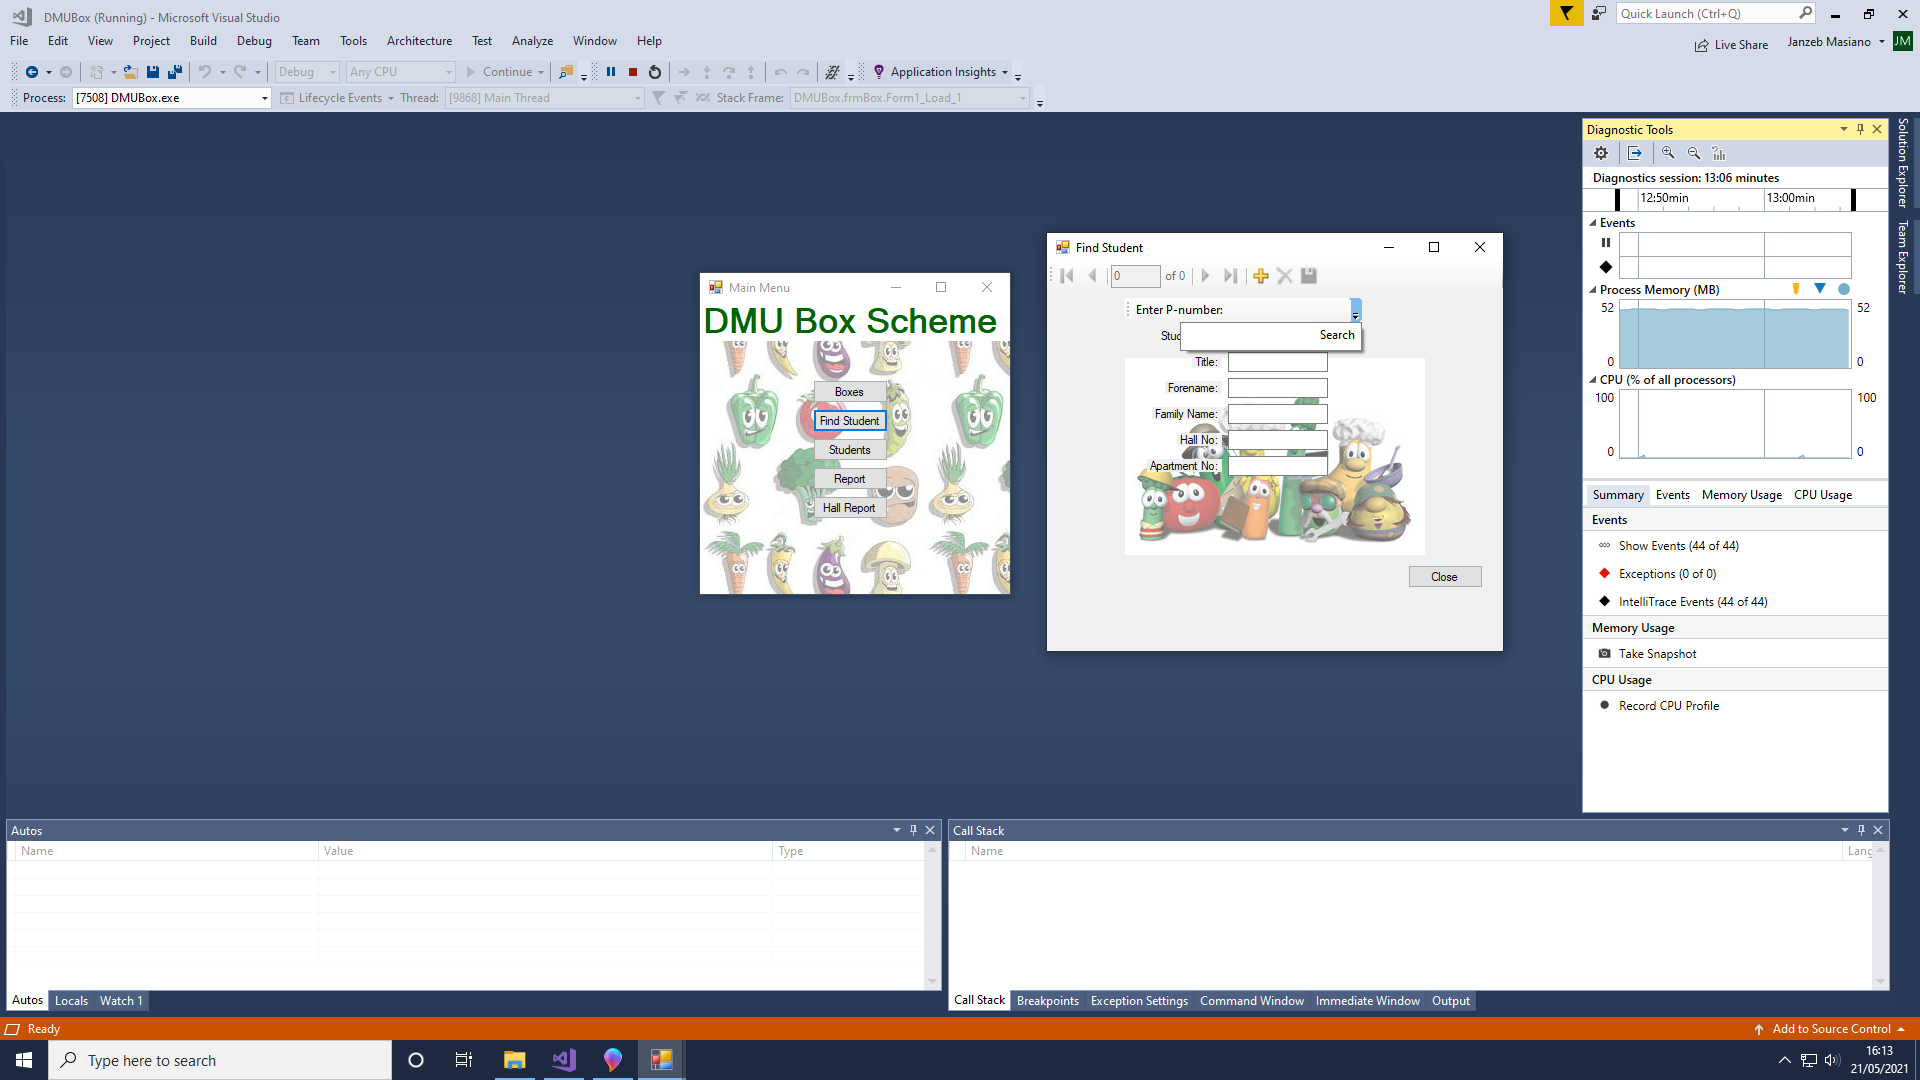 DMUBox (Running) - Microsoft Visual Studio
Quick Launch (Ctrl+Q)
File Edit View Project Build Debug Team Tools Architecture Test Analyze Window Help
Live Share Janzeb Masiano JM
Debug Any CPU Continue Application Insights
Process: [7508] DMUBox.exe Lifecycle Events Thread: [9868] Main Thread Stack Frame: DMUBox.frmBox.Form1_Load_1
Main Menu
DMU Box Scheme
Boxes
Find Student
Students
Report
Hall Report
Find Student
0 of 0
Enter P-number:
Search
Stu
Title:
Forename:
Family Name:
Hall No:
Apartment No:
Close
Diagnostic Tools
Diagnostics session: 13:06 minutes
12:50min 13:00min
Events
Process Memory (MB)
52 52
0 0
CPU (% of all processors)
100 100
0 0
Summary Events Memory Usage CPU Usage
Events
Show Events (44 of 44)
Exceptions (0 of 0)
IntelliTrace Events (44 of 44)
Memory Usage
Take Snapshot
CPU Usage
Record CPU Profile
Solution Explorer
Team Explorer
Autos
Name Value Type
Autos Locals Watch 1
Call Stack
Name Lang
Call Stack Breakpoints Exception Settings Command Window Immediate Window Output
Ready
Add to Source Control
Type here to search
16:13
21/05/2021